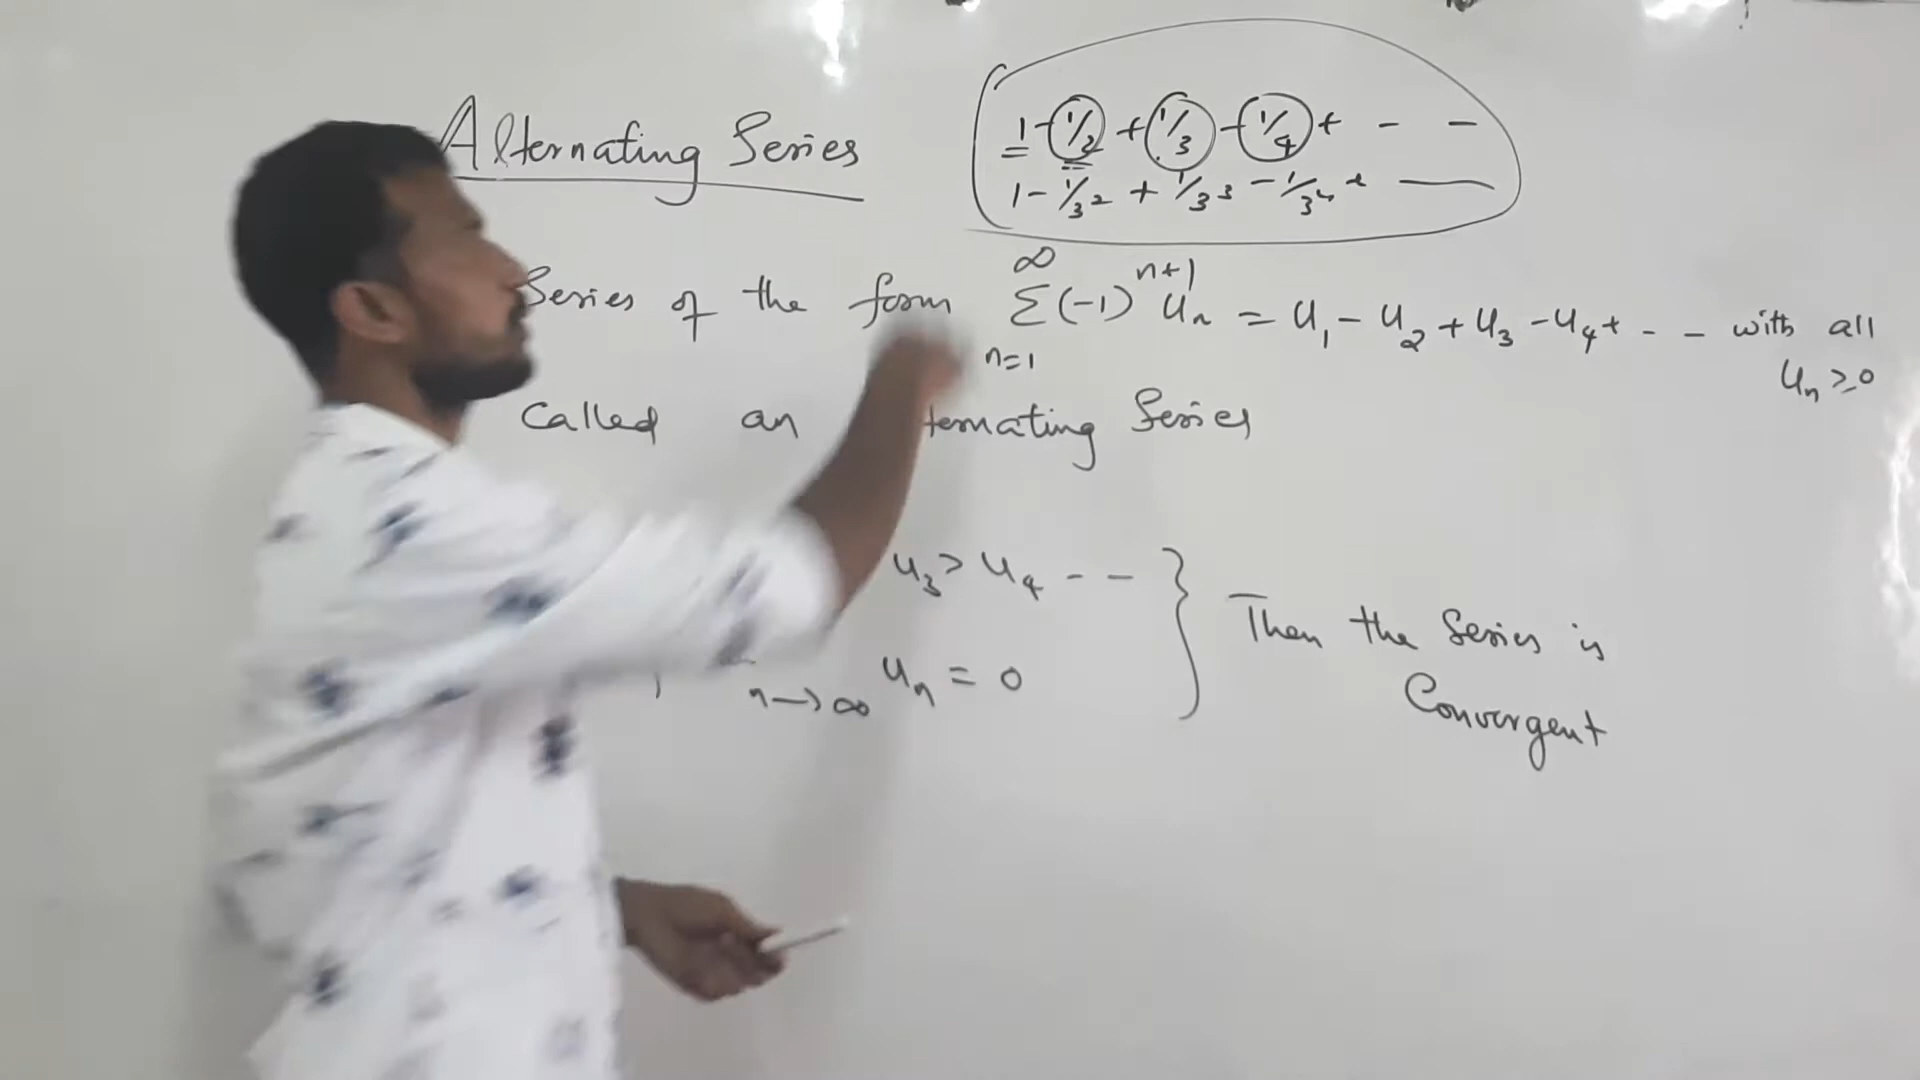 Alternating Series
1 - 1/2 + 1/3 - 1/4 + - -
1 - 1/3² + 1/3³ - 1/3⁴ + —
Series of the form ∞ Σ n=1 (-1)ⁿ⁺¹ uₙ = u₁ - u₂ + u₃ - u₄ + - - with all
uₙ ≥ 0
called an ternating Series
u₃ > u₄ - - } Then the Series is
n→∞ uₙ = 0 Convergent